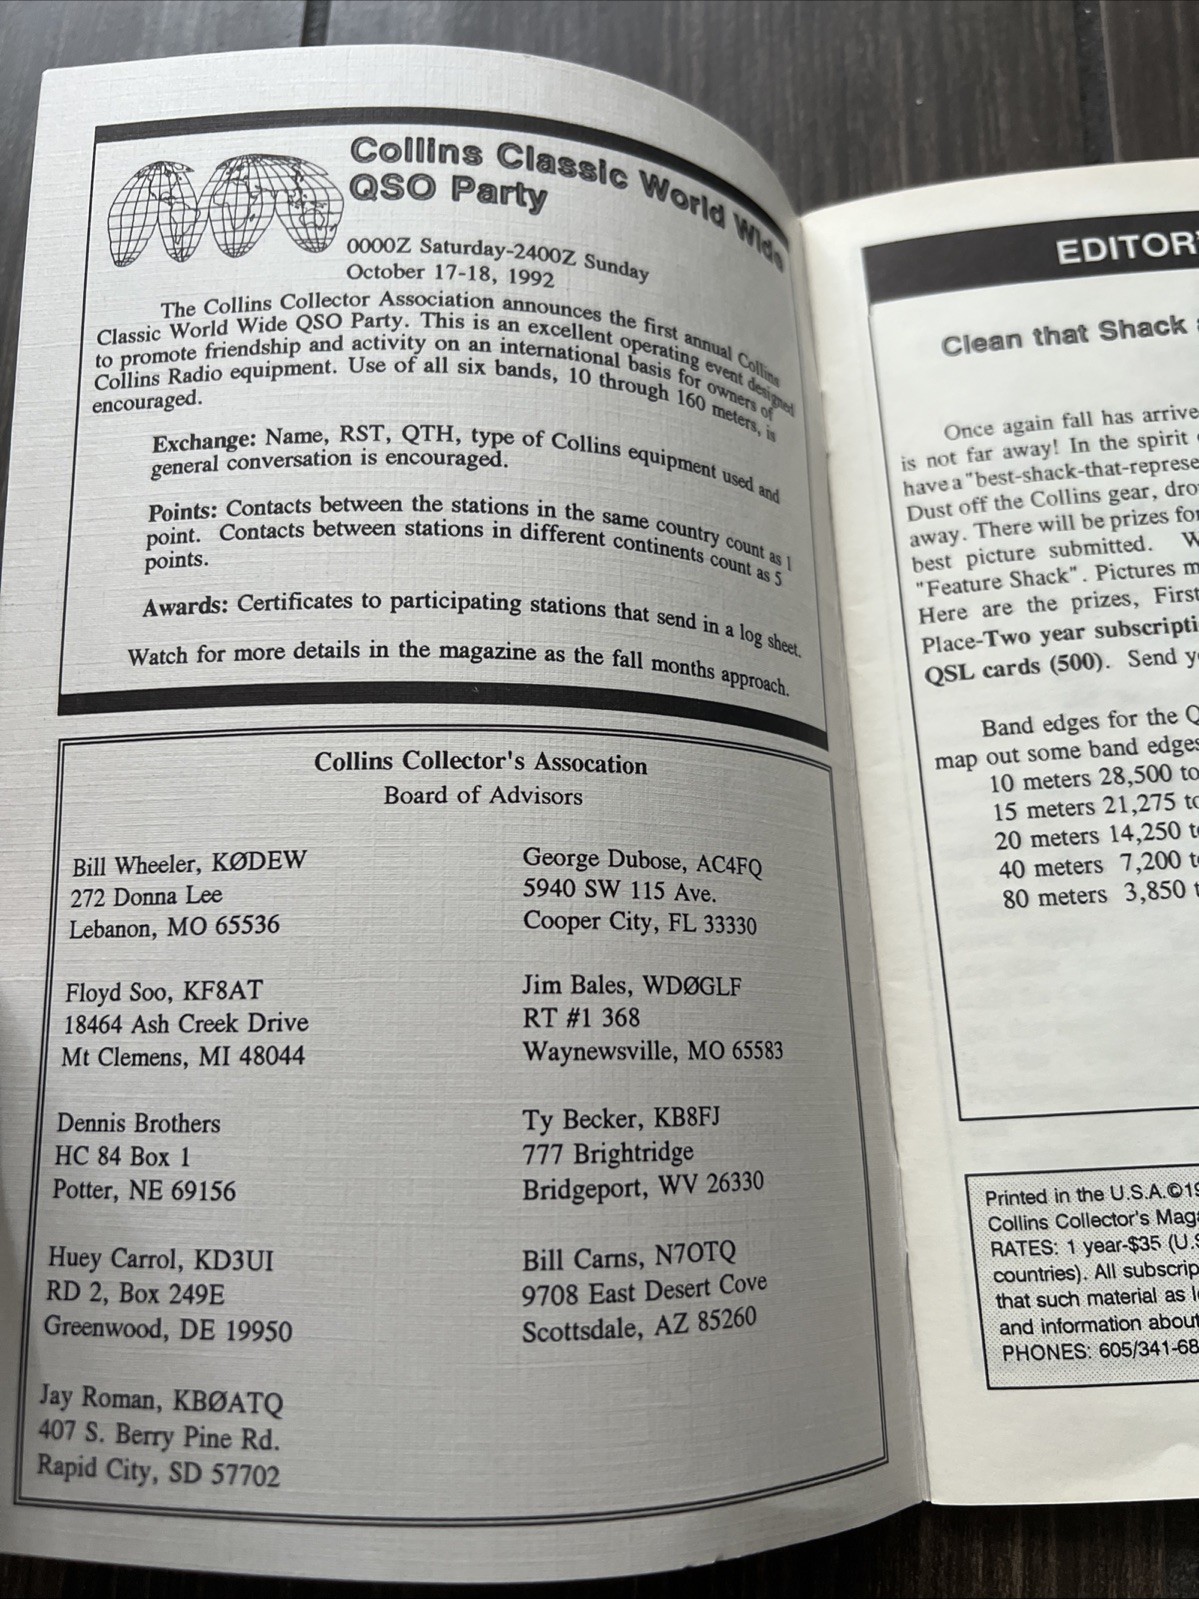 Collins Classic World Wide
QSO Party
0000Z Saturday-2400Z Sunday
October 17-18, 1992
The Collins Collector Association announces the first annual Collins
Classic World Wide QSO Party. This is an excellent operating event designed
to promote friendship and activity on an international basis for owners of
Collins Radio equipment. Use of all six bands, 10 through 160 meters, is
encouraged.
Exchange: Name, RST, QTH, type of Collins equipment used and
general conversation is encouraged.
Points: Contacts between the stations in the same country count as 1
point. Contacts between stations in different continents count as 5
points.
Awards: Certificates to participating stations that send in a log sheet.
Watch for more details in the magazine as the fall months approach.
Collins Collector's Assocation
Board of Advisors
Bill Wheeler, KØDEW
272 Donna Lee
Lebanon, MO 65536
Floyd Soo, KF8AT
18464 Ash Creek Drive
Mt Clemens, MI 48044
Dennis Brothers
HC 84 Box 1
Potter, NE 69156
Huey Carrol, KD3UI
RD 2, Box 249E
Greenwood, DE 19950
Jay Roman, KBØATQ
407 S. Berry Pine Rd.
Rapid City, SD 57702
George Dubose, AC4FQ
5940 SW 115 Ave.
Cooper City, FL 33330
Jim Bales, WDØGLF
RT #1 368
Waynewsville, MO 65583
Ty Becker, KB8FJ
777 Brightridge
Bridgeport, WV 26330
Bill Carns, N7OTQ
9708 East Desert Cove
Scottsdale, AZ 85260
EDITOR
Clean that Shack
Once again fall has arrive
is not far away! In the spirit
have a "best-shack-that-represe
Dust off the Collins gear, dro
away. There will be prizes for
best picture submitted. W
"Feature Shack". Pictures m
Here are the prizes, First
Place-Two year subscripti
QSL cards (500). Send y
Band edges for the Q
map out some band edges
10 meters 28,500 to
15 meters 21,275 to
20 meters 14,250 t
40 meters 7,200 t
80 meters 3,850 t
Printed in the U.S.A.©19
Collins Collector's Maga
RATES: 1 year-$35 (U.S
countries). All subscrip
that such material as l
and information about
PHONES: 605/341-68